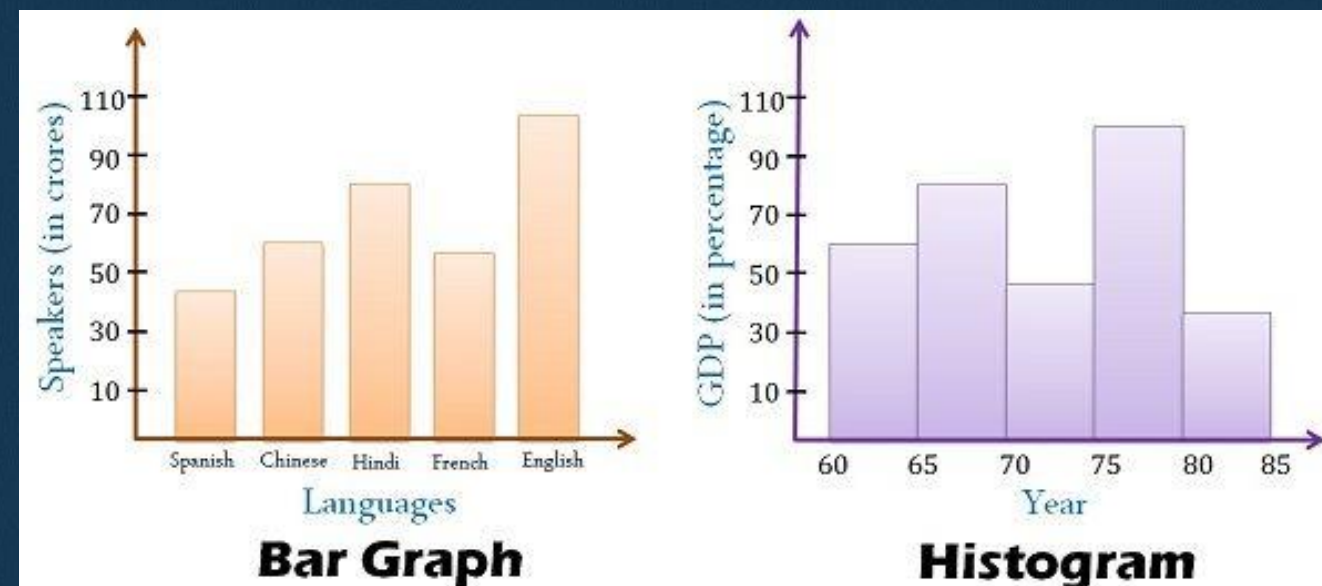 Speakers (in crores)
110
90
70
50
30
10
Spanish Chinese Hindi French English
Languages
Bar Graph
GDP (in percentage)
110
90
70
50
30
10
60 65 70 75 80 85
Year
Histogram